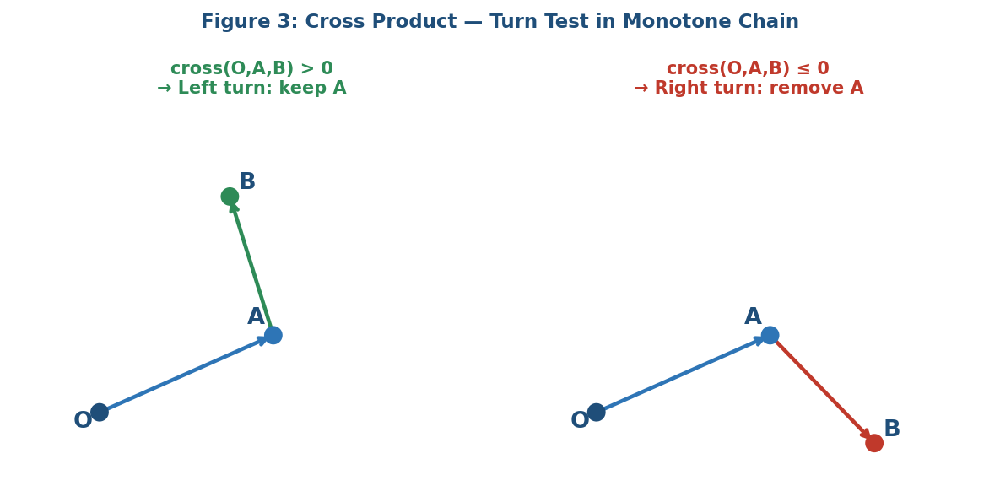 Figure 3: Cross Product — Turn Test in Monotone Chain
cross(O,A,B) > 0
→ Left turn: keep A
B
A
O
cross(O,A,B) ≤ 0
→ Right turn: remove A
A
O
B